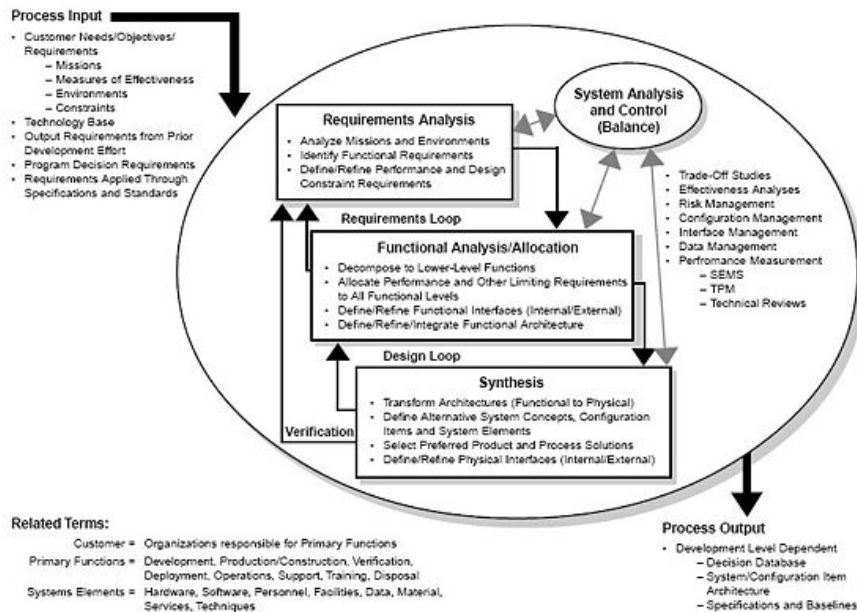 Process Input
• Customer Needs/Objectives/
Requirements
– Missions
– Measures of Effectiveness
– Environments
– Constraints
• Technology Base
• Output Requirements from Prior
Development Effort
• Program Decision Requirements
• Requirements Applied Through
Specifications and Standards
System Analysis
and Control
(Balance)
Requirements Analysis
• Analyze Missions and Environments
• Identify Functional Requirements
• Define/Refine Performance and Design
Constraint Requirements
• Trade-Off Studies
• Effectiveness Analyses
• Risk Management
• Configuration Management
• Interface Management
• Data Management
• Perfromance Measurement
– SEMS
– TPM
– Technical Reviews
Requirements Loop
Functional Analysis/Allocation
• Decompose to Lower-Level Functions
• Allocate Performance and Other Limiting Requirements
to All Functional Levels
• Define/Refine Functional Interfaces (Internal/External)
• Define/Refine/Integrate Functional Architecture
Design Loop
Synthesis
• Transform Architectures (Functional to Physical)
• Define Alternative System Concepts, Configuration
Items and System Elements
• Select Preferred Product and Process Solutions
• Define/Refine Physical Interfaces (Internal/External)
Verification
Related Terms:
Customer = Organizations responsible for Primary Functions
Primary Functions = Development, Production/Construction, Verification,
Deployment, Operations, Support, Training, Disposal
Systems Elements = Hardware, Software, Personnel, Facilities, Data, Material,
Services, Techniques
Process Output
• Development Level Dependent
– Decision Database
– System/Configuration Item
Architecture
– Specifications and Baselines